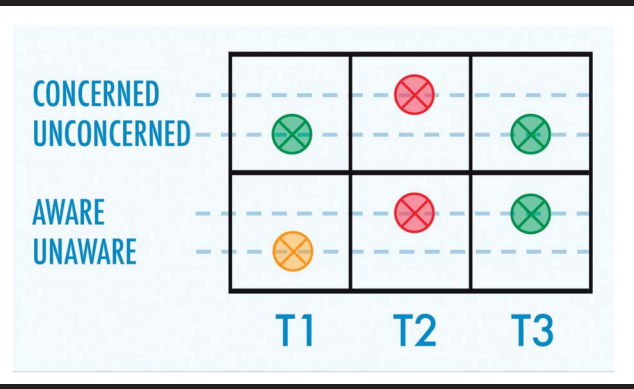 CONCERNED
UNCONCERNED
AWARE
UNAWARE
T1 T2 T3